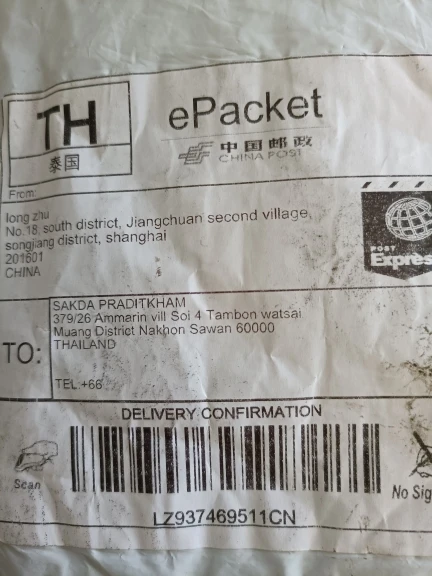 TH
泰国
ePacket
中国邮政
CHINA POST
From:
long zhu
No.18, south district, Jiangchuan second village,
songjiang district, shanghai
201601
CHINA
POST
Expres
TO:
SAKDA PRADITKHAM
379/26 Ammarin vill Soi 4 Tambon watsai
Muang District Nakhon Sawan 60000
THAILAND
TEL:+66
DELIVERY CONFIRMATION
Scan
No Sig
LZ937469511CN